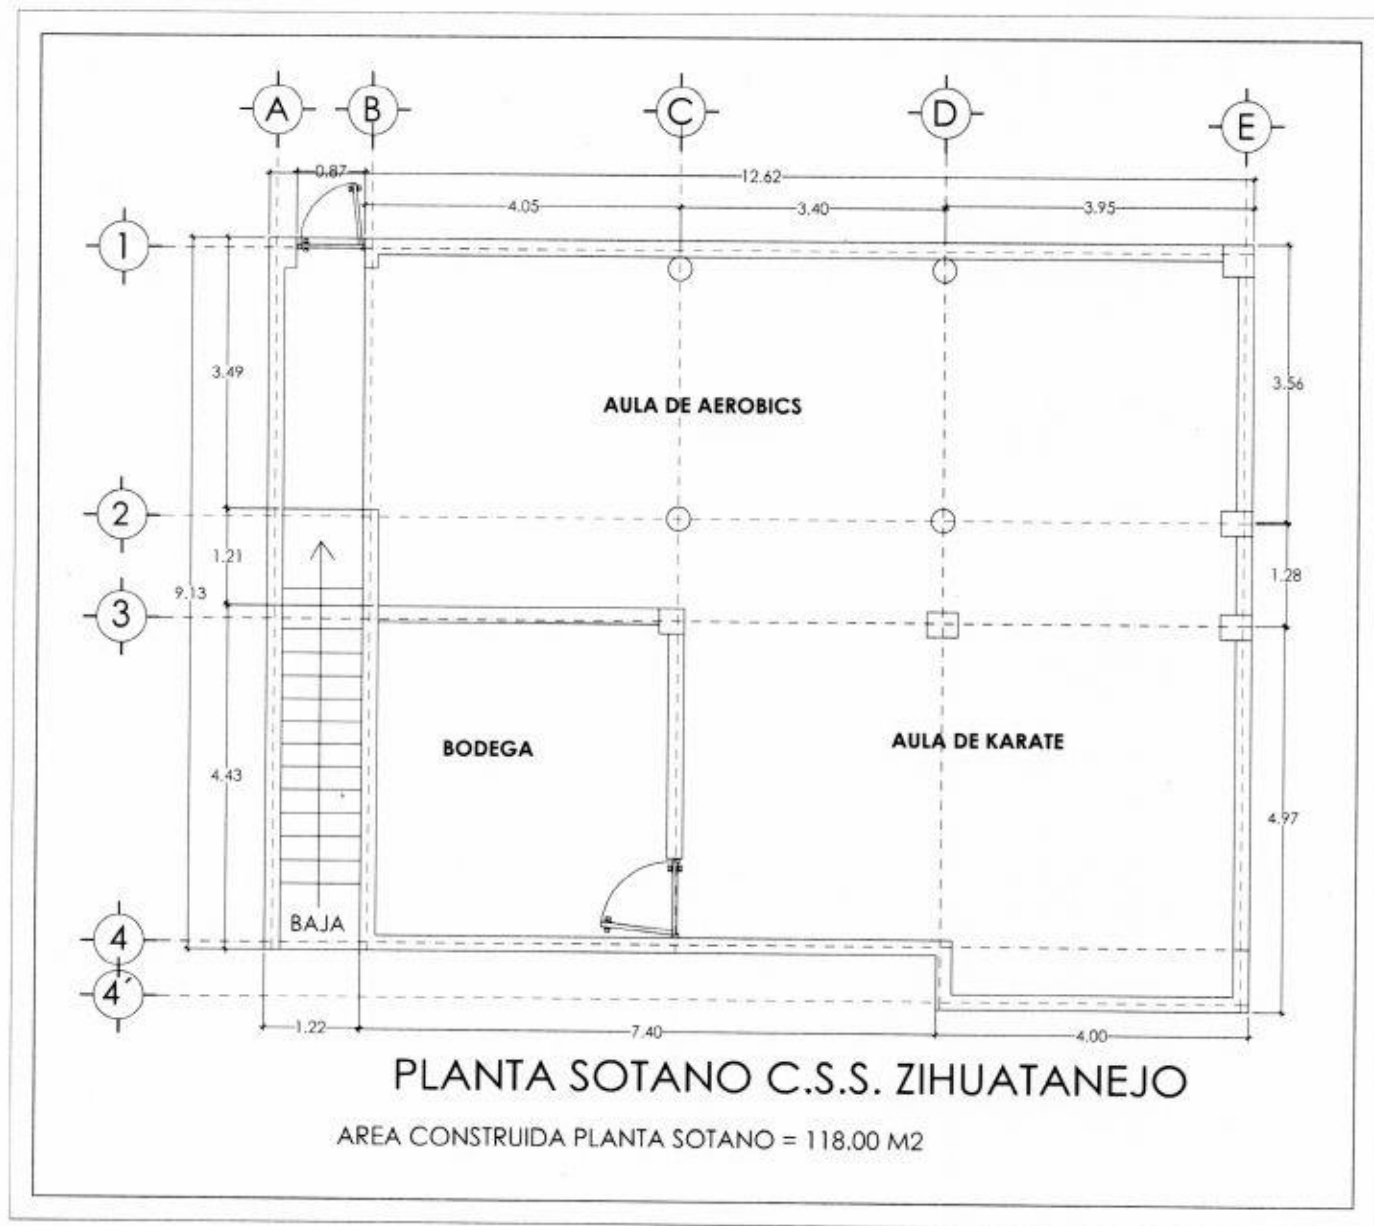 A
B
C
D
E
0.87
12.62
4.05
3.40
3.95
1
3.49
3.56
AULA DE AEROBICS
2
1.21
1.28
9.13
3
BODEGA
AULA DE KARATE
4.43
4.97
BAJA
4
4´
1.22
7.40
4.00
PLANTA SOTANO C.S.S. ZIHUATANEJO
AREA CONSTRUIDA PLANTA SOTANO = 118.00 M2